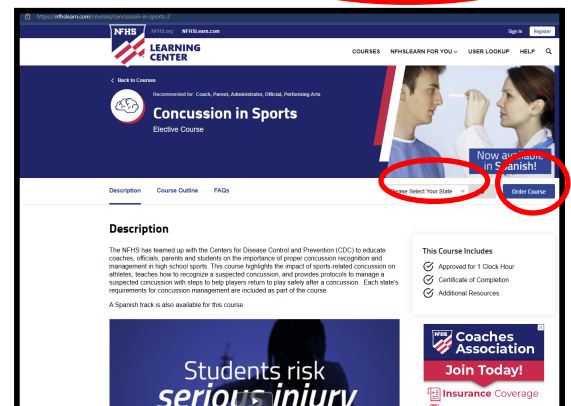 https://nfhslearn.com/courses/concussion-in-sports-2
NFHS NFHS.org NFHSLearn.com Sign In Register
LEARNING
CENTER
COURSES NFHSLEARN FOR YOU USER LOOKUP HELP
Back to Courses
Recommended for: Coach, Parent, Administrator, Official, Performing Arts
Concussion in Sports
Elective Course
Now available
in Spanish!
Description Course Outline FAQs
Please Select Your State
Order Course
Description
The NFHS has teamed up with the Centers for Disease Control and Prevention (CDC) to educate
coaches, officials, parents and students on the importance of proper concussion recognition and
management in high school sports. This course highlights the impact of sports-related concussion on
athletes, teaches how to recognize a suspected concussion, and provides protocols to manage a
suspected concussion with steps to help players return to play safely after a concussion. Each state's
requirements for concussion management are included as part of the course.
A Spanish track is also available for this course.
This Course Includes
Approved for 1 Clock Hour
Certificate of Completion
Additional Resources
Students risk
serious injury
NFHS Coaches
Association
Join Today!
Insurance Coverage